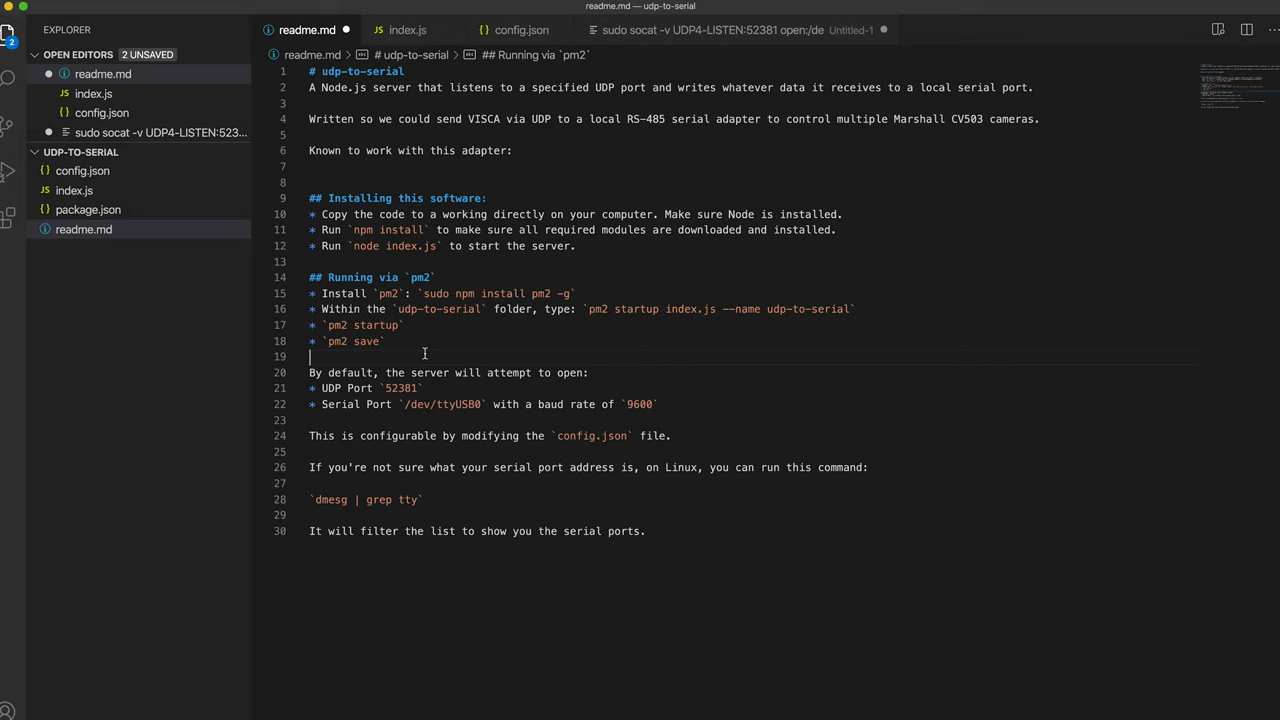 readme.md — udp-to-serial
EXPLORER
OPEN EDITORS 2 UNSAVED
readme.md
index.js
config.json
sudo socat -v UDP4-LISTEN:523...
UDP-TO-SERIAL
config.json
index.js
package.json
readme.md
2
readme.md index.js config.json sudo socat -v UDP4-LISTEN:52381 open:/de Untitled-1
readme.md > # udp-to-serial > ## Running via `pm2`
1 # udp-to-serial
2 A Node.js server that listens to a specified UDP port and writes whatever data it receives to a local serial port.
3
4 Written so we could send VISCA via UDP to a local RS-485 serial adapter to control multiple Marshall CV503 cameras.
5
6 Known to work with this adapter:
7
8
9 ## Installing this software:
10 * Copy the code to a working directly on your computer. Make sure Node is installed.
11 * Run `npm install` to make sure all required modules are downloaded and installed.
12 * Run `node index.js` to start the server.
13
14 ## Running via `pm2`
15 * Install `pm2`: `sudo npm install pm2 -g`
16 * Within the `udp-to-serial` folder, type: `pm2 startup index.js --name udp-to-serial`
17 * `pm2 startup`
18 * `pm2 save`
19
20 By default, the server will attempt to open:
21 * UDP Port `52381`
22 * Serial Port `/dev/ttyUSB0` with a baud rate of `9600`
23
24 This is configurable by modifying the `config.json` file.
25
26 If you're not sure what your serial port address is, on Linux, you can run this command:
27
28 `dmesg | grep tty`
29
30 It will filter the list to show you the serial ports.